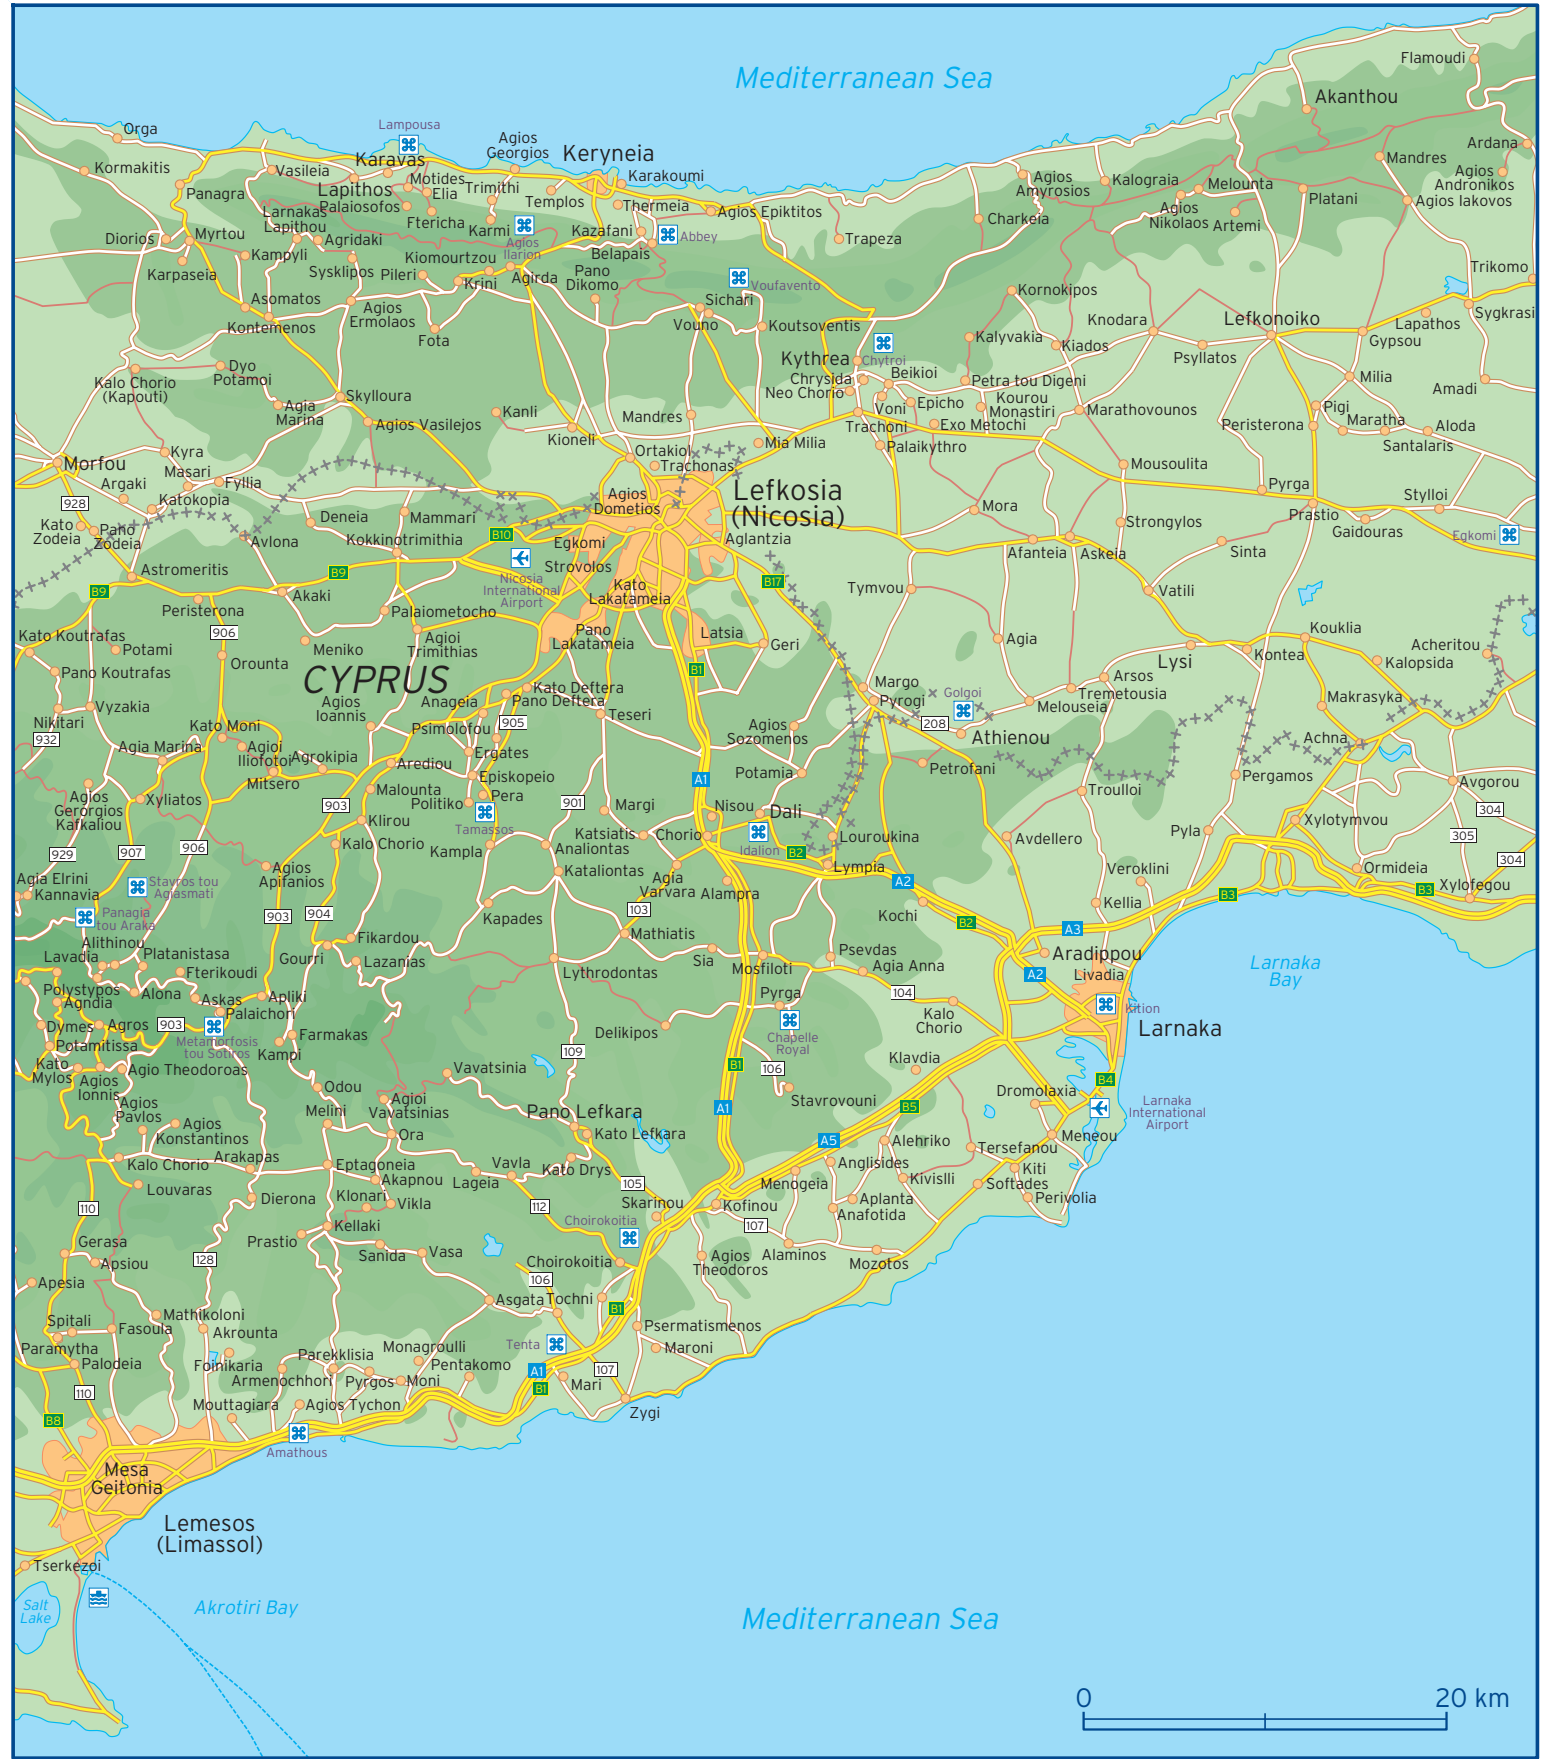 Mediterranean Sea
Flamoudi
Akanthou
Orga
Lampousa
Agios
Georgios
Keryneia
Ardana
Kormakitis
Vasileia
Karavas
Mandres
Panagra
Lapithos
Motides
Elia
Trimithi
Karakoumi
Agios
Amyrosios
Kalograia
Melounta
Agios
Andronikos
Palaiosofos
Templos
Thermeia
Platani
Agios Iakovos
Larnakas
Lapithou
Ftericha
Karmi
Agios Epiktitos
Charkeia
Agios
Nikolaos
Artemi
Diorios
Myrtou
Agridaki
Agios
Ilarion
Kazafani
Abbey
Trapeza
Kampyli
Belapais
Karpaseia
Sysklipos
Kiomourtzou
Pileri
Krini
Agirda
Pano
Dikomo
Voufavento
Trikomo
Asomatos
Agios
Ermolaos
Sichari
Kornokipos
Kontemenos
Fota
Vouno
Koutsoventis
Knodara
Lefkonoiko
Lapathos
Sygkrasi
Kalyvakia
Kiados
Psyllatos
Gypsou
Kythrea
Chytroi
Dyo
Potamoi
Chrysida
Beikioi
Petra tou Digeni
Milia
Kalo Chorio
(Kapouti)
Neo Chorio
Amadi
Skylloura
Voni
Epicho
Kourou
Monastiri
Marathovounos
Pigi
Agia
Marina
Kanli
Mandres
Trachoni
Exo Metochi
Peristerona
Maratha
Aloda
Agios Vasilejos
Kioneli
Mia Milia
Palaikythro
Santalaris
Kyra
Ortakiol
Trachonas
Morfou
Masari
Mousoulita
Argaki
Fyllia
Lefkosia
(Nicosia)
Pyrga
Katokopia
Agios
Dometios
Stylloi
928
Mora
Prastio
Kato
Zodeia
Pano
Zodeia
Deneia
Mammari
Strongylos
Gaidouras
Avlona
Kokkinotrimithia
B10
Egkomi
Aglantzia
Afanteia
Askeia
Sinta
Egkomi
Astromeritis
B9
Nicosia
International
Airport
Strovolos
B17
Tymvou
Vatili
B9
Akaki
Kato
Lakatameia
Peristerona
Palaiometocho
906
Kato Koutrafas
Potami
Meniko
Agioi
Trimithias
Pano
Lakatameia
Latsia
Geri
Agia
Kouklia
Acheritou
Orounta
CYPRUS
B1
Lysi
Kontea
Kalopsida
Pano Koutrafas
Kato Deftera
Margo
Arsos
Tremetousia
Vyzakia
Agios
Ioannis
Anageia
Pano Deftera
Pyrogi
Golgoi
Melouseia
Makrasyka
Nikitari
932
Kato Moni
Psimolofou
905
Teseri
Agios
Sozomenos
208
Athienou
Agia Marina
Agioi
Iliofotoi
Agrokipia
Arediou
Ergates
Achna
Mitsero
Episkopeio
Potamia
Petrofani
Pergamos
Avgorou
A1
Agios
Gerorgios
Kafkaliou
Xyliatos
903
Malounta
Politiko
Pera
901
Margi
Nisou
Dali
Troulloi
304
Klirou
Tamassos
Idalion
Xylotymvou
Kalo Chorio
Katsiatis
Chorio
Louroukina
Avdellero
Pyla
305
929
907
906
Kampla
Analiontas
B2
304
Agios
Apifanios
Kataliontas
Agia
Varvara
Alampra
Lympia
A2
Veroklini
Ormideia
Agia Elrini
Kannavia
Stavros tou
Agiasmati
Xylofegou
B3
B3
Panagia
tou Araka
903
904
Kapades
103
Kochi
B2
Kellia
A3
Alithinou
Mathiatis
Aradippou
Platanistasa
Fikardou
Sia
Psevdas
Larnaka
Bay
Lavadia
Gourri
Lazanias
Lythrodontas
Mosfiloti
Agia Anna
A2
Livadia
Fterikoudi
Polystypos
Agndia
Alona
Askas
Apliki
Pyrga
104
Kition
Palaichori
Kalo
Chorio
Larnaka
Dymes
Agros
903
Farmakas
Delikipos
Chapelle
Royal
Potamitissa
Metamorfosis
tou Sotiros
Kampi
109
Kato
Mylos
Agio Theodoroas
Vavatsinia
B1
106
Klavdia
Agios
Ionnis
Odou
Stavrovouni
Dromolaxia
B4
Agios
Pavlos
Melini
Agioi
Vavatsinias
Pano Lefkara
A1
B5
Larnaka
International
Airport
Agios
Konstantinos
Ora
Kato Lefkara
A5
Alehriko
Meneou
Kalo Chorio
Arakapas
Eptagoneia
Vavla
Kato Drys
Anglisides
Tersefanou
Akapnou
Lageia
105
Menogeia
Kivislli
Kiti
Softades
Louvaras
Klonari
Perivolia
110
Dierona
Vikla
112
Skarinou
Kofinou
Aplanta
Anafotida
Kellaki
Choirokoitia
107
Gerasa
Prastio
Sanida
Vasa
Agios
Theodoros
Alaminos
Mozotos
Apsiou
128
Choirokoitia
Apesia
106
Asgata
Tochni
B1
Mathikoloni
Spitali
Fasoula
Akrounta
Psermatismenos
Paramytha
Palodeia
Foinikaria
Parekklisia
Monagroulli
Tenta
Maroni
Armenochhori
Pyrgos
Moni
Pentakomo
A1
107
110
Mouttagiara
Agios Tychon
B1
Mari
Zygi
B8
Amathous
Mesa
Geitonia
Lemesos
(Limassol)
Tserkezoi
Salt
Lake
Akrotiri Bay
Mediterranean Sea
0
20 km